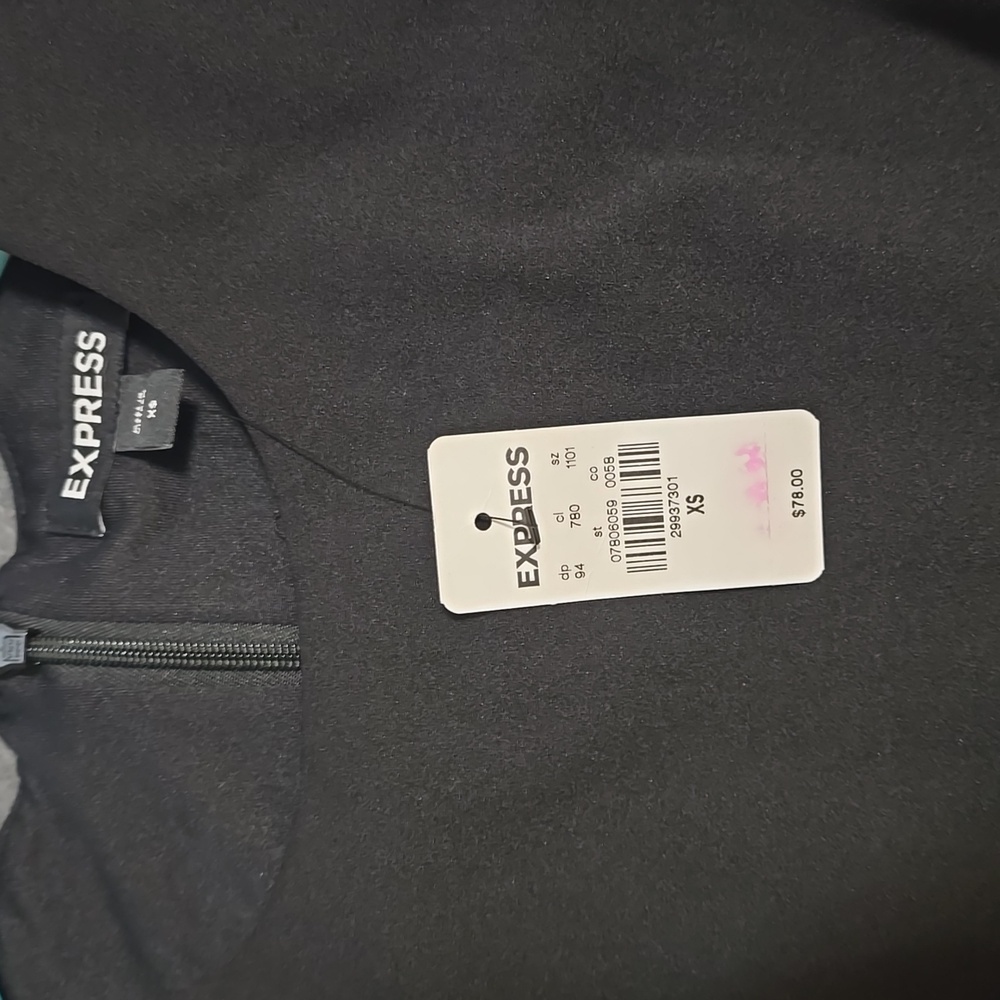 EXPRESS
XS
EXPRESS
dp cl sz
94 780 1101
st co
07806059 0058
29937301
XS
$78.00